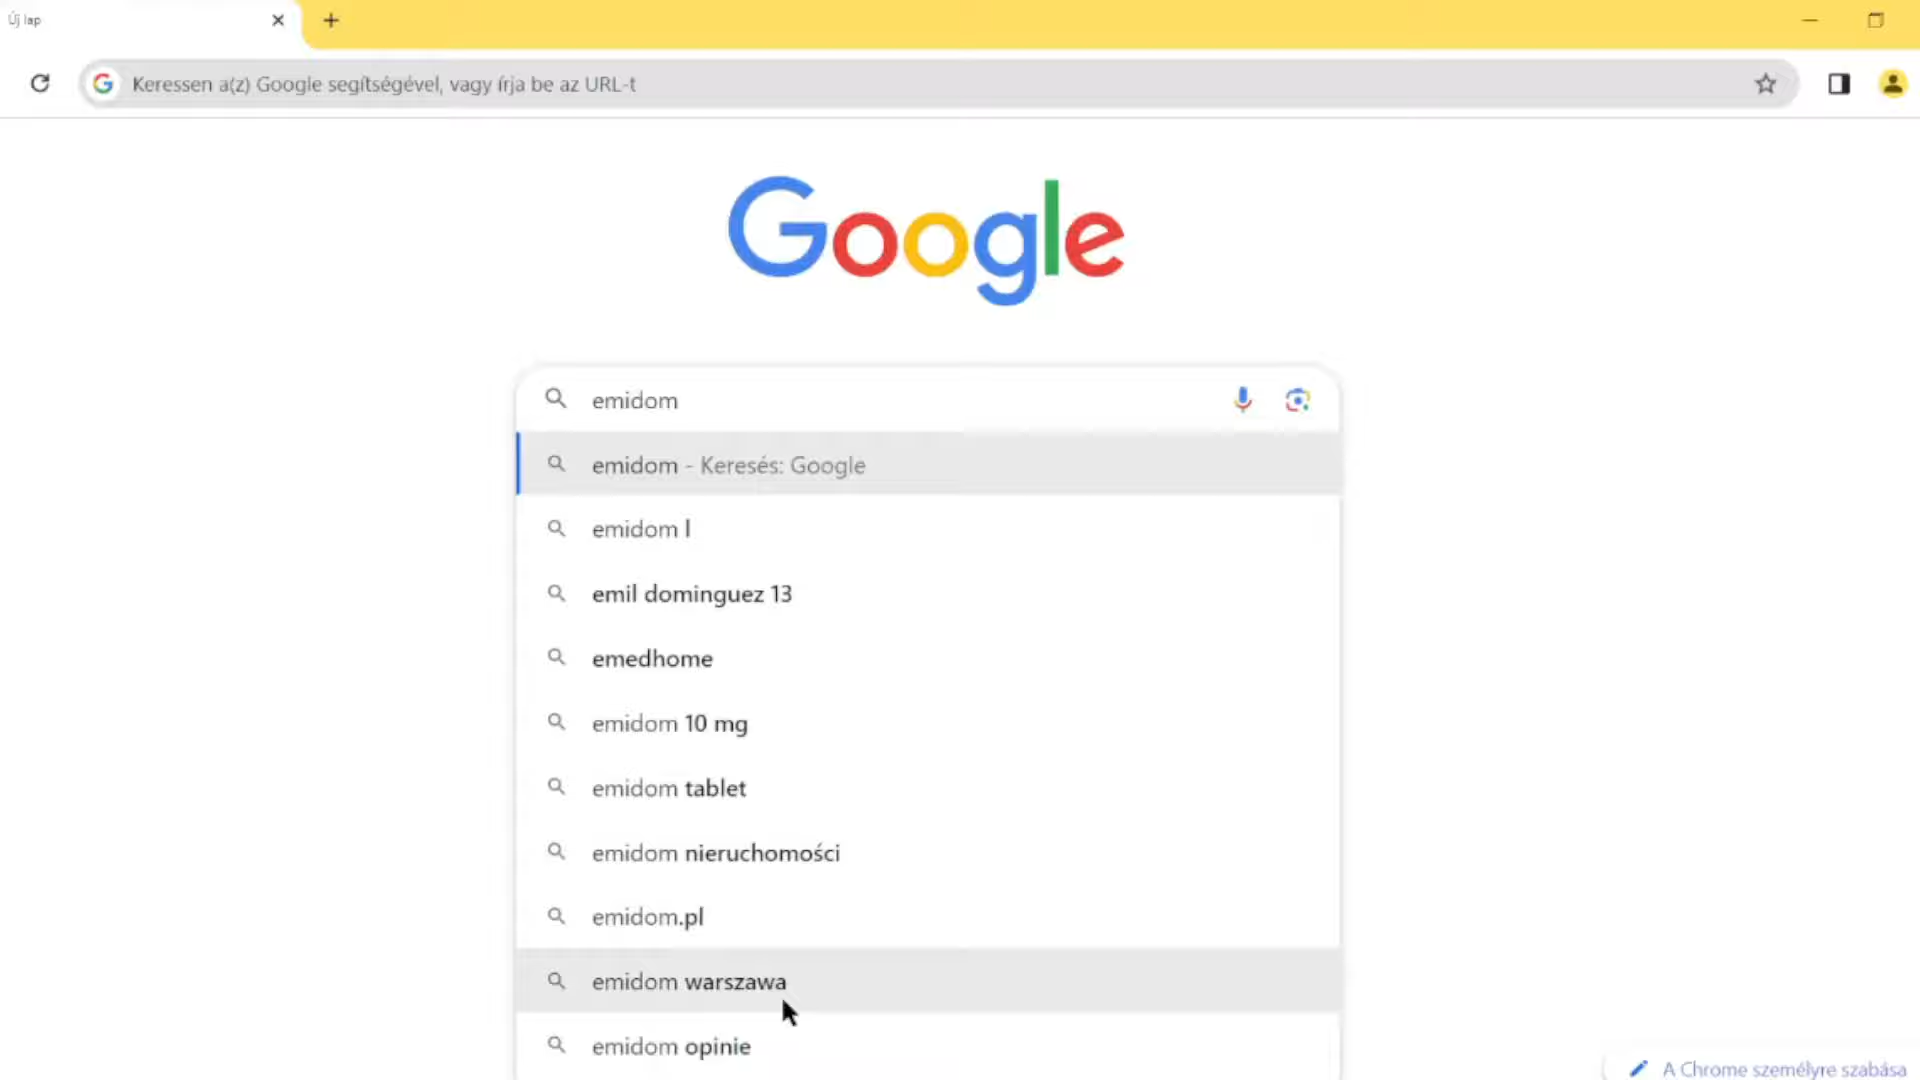 Új lap
Keressen a(z) Google segítségével, vagy írja be az URL-t
Google
emidom
emidom - Keresés: Google
emidom l
emil dominguez 13
emedhome
emidom 10 mg
emidom tablet
emidom nieruchomości
emidom.pl
emidom warszawa
emidom opinie
A Chrome személyre szabása